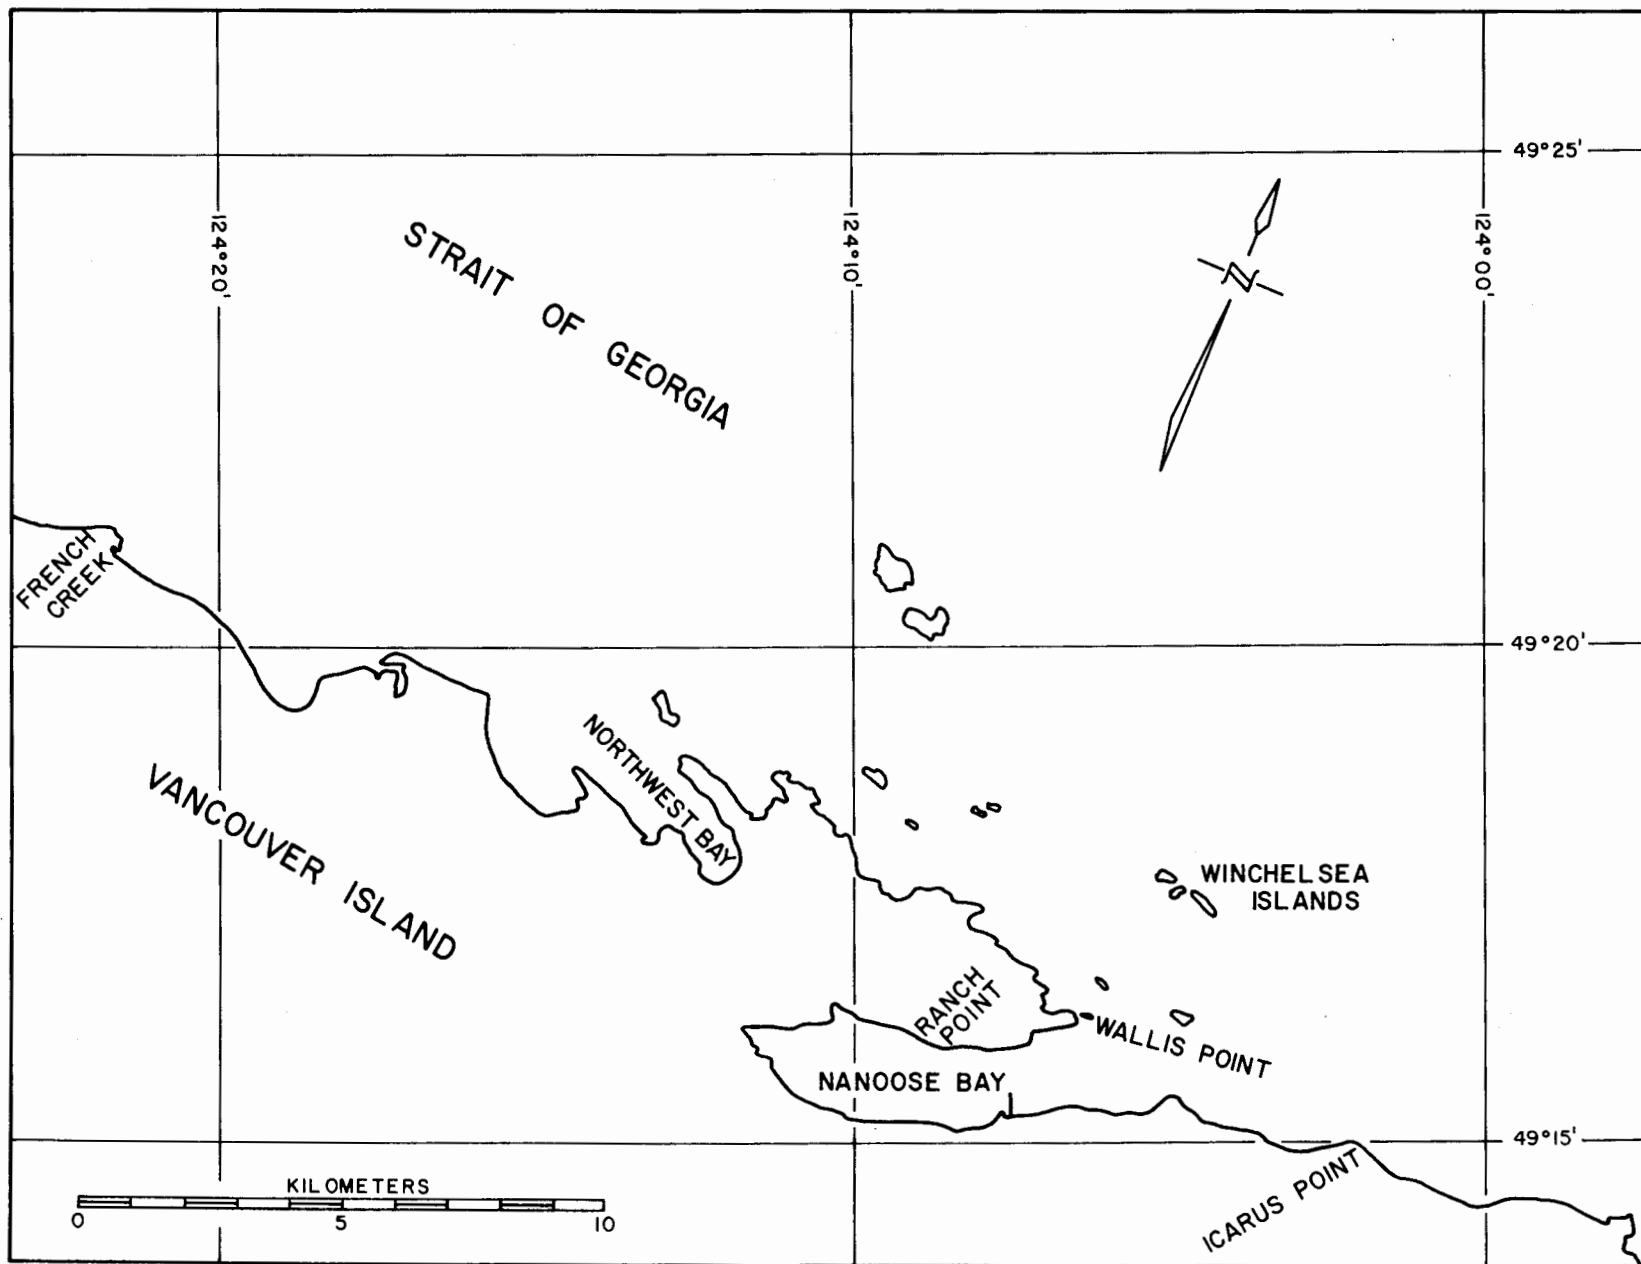 49°25'
124°20'
124°10'
124°00'
STRAIT OF GEORGIA
N
FRENCH
CREEK
49°20'
NORTHWEST BAY
VANCOUVER ISLAND
WINCHELSEA
ISLANDS
RANCH
POINT
WALLIS POINT
NANOOSE BAY
49°15'
ICARUS POINT
KILOMETERS
0 5 10